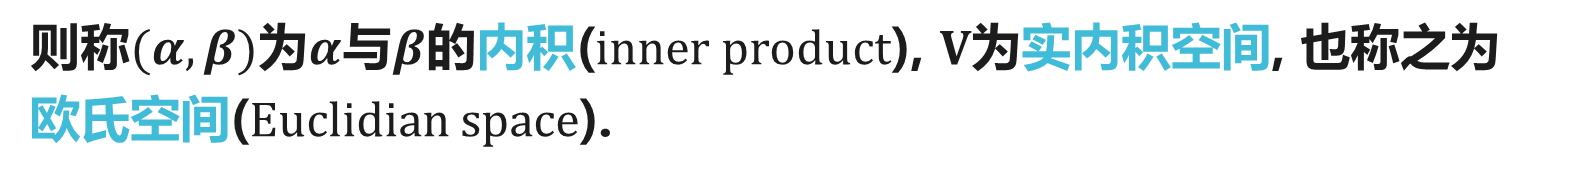 则称(α, β)为α与β的内积(inner product), V为实内积空间, 也称之为
欧氏空间(Euclidian space).